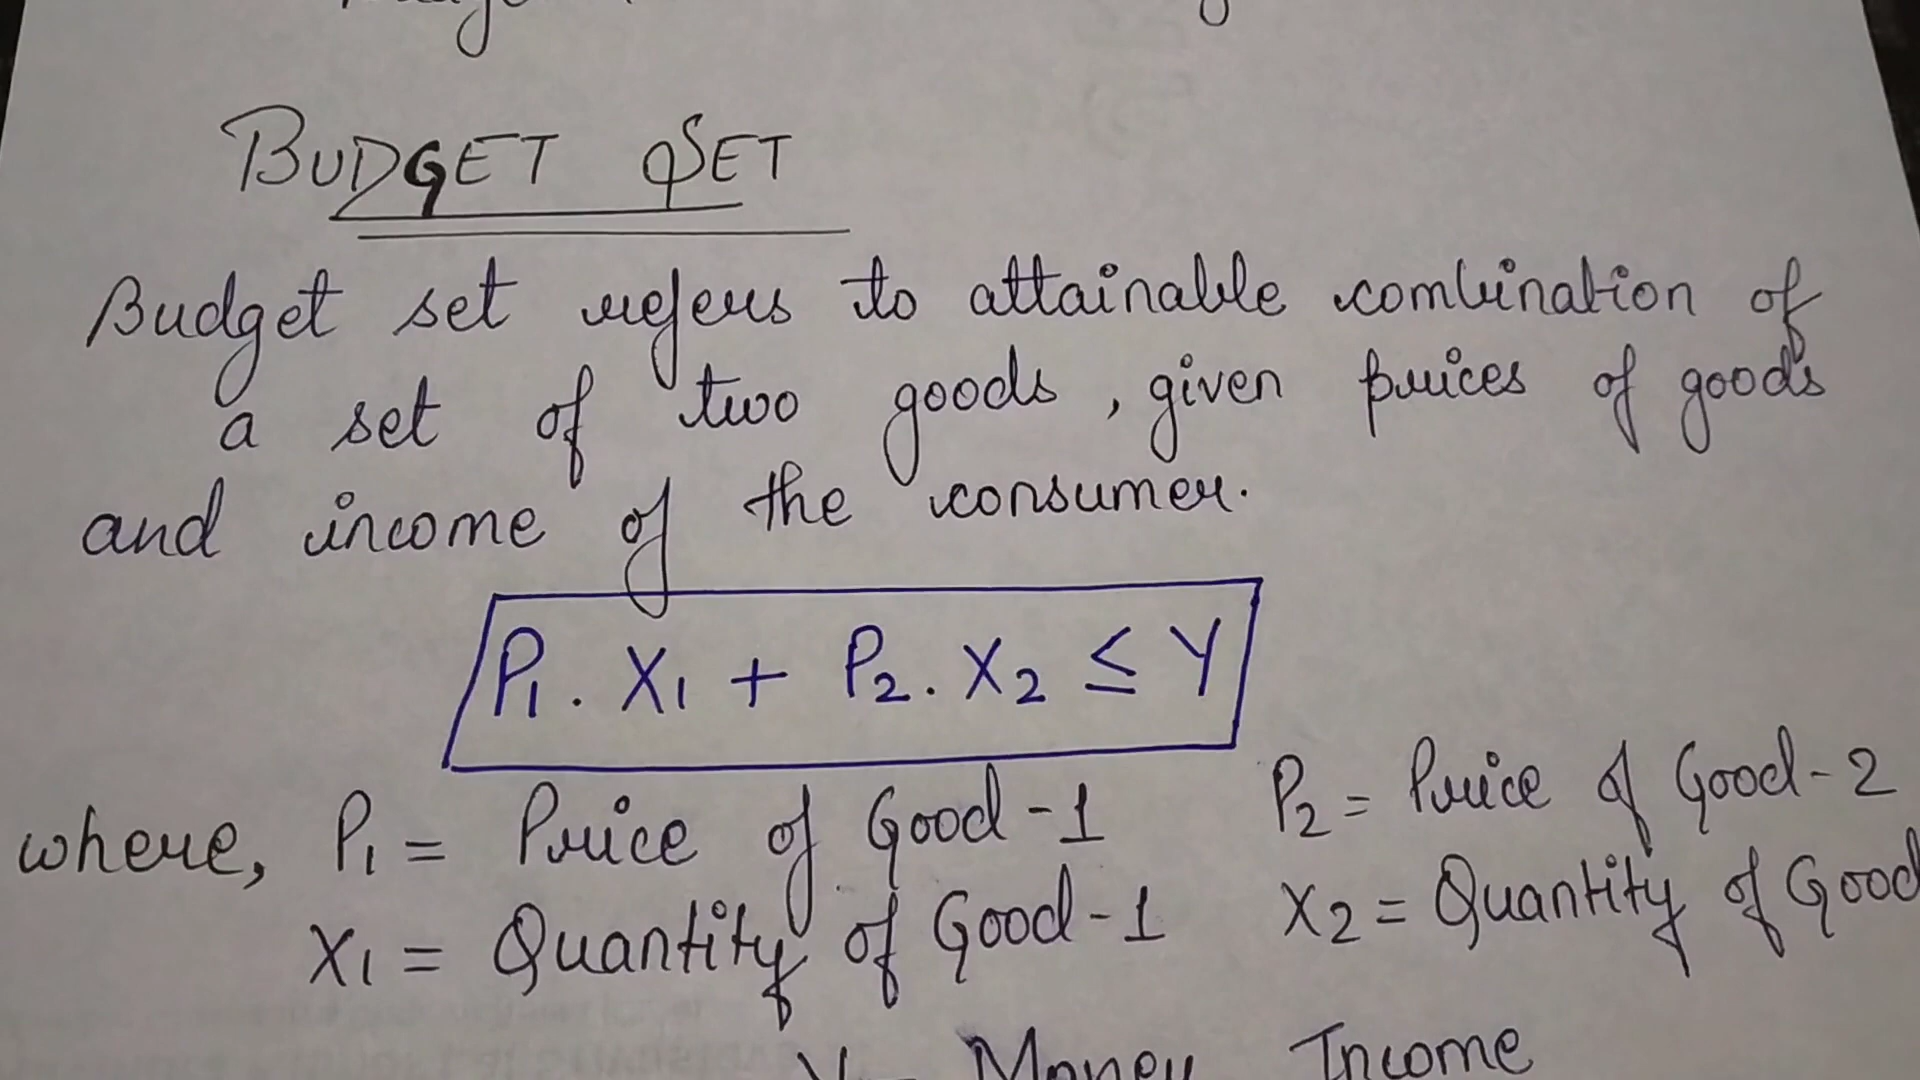 BUDGET SET
Budget set refers to attainable combination of
a set of two goods, given prices of goods
and income of the consumer.
P₁. X₁ + P₂. X₂ ≤ Y
where, P₁ = Price of Good-1 P₂ = Price of Good-2
X₁ = Quantity of Good-1 X₂ = Quantity of Good
Y = Money Income